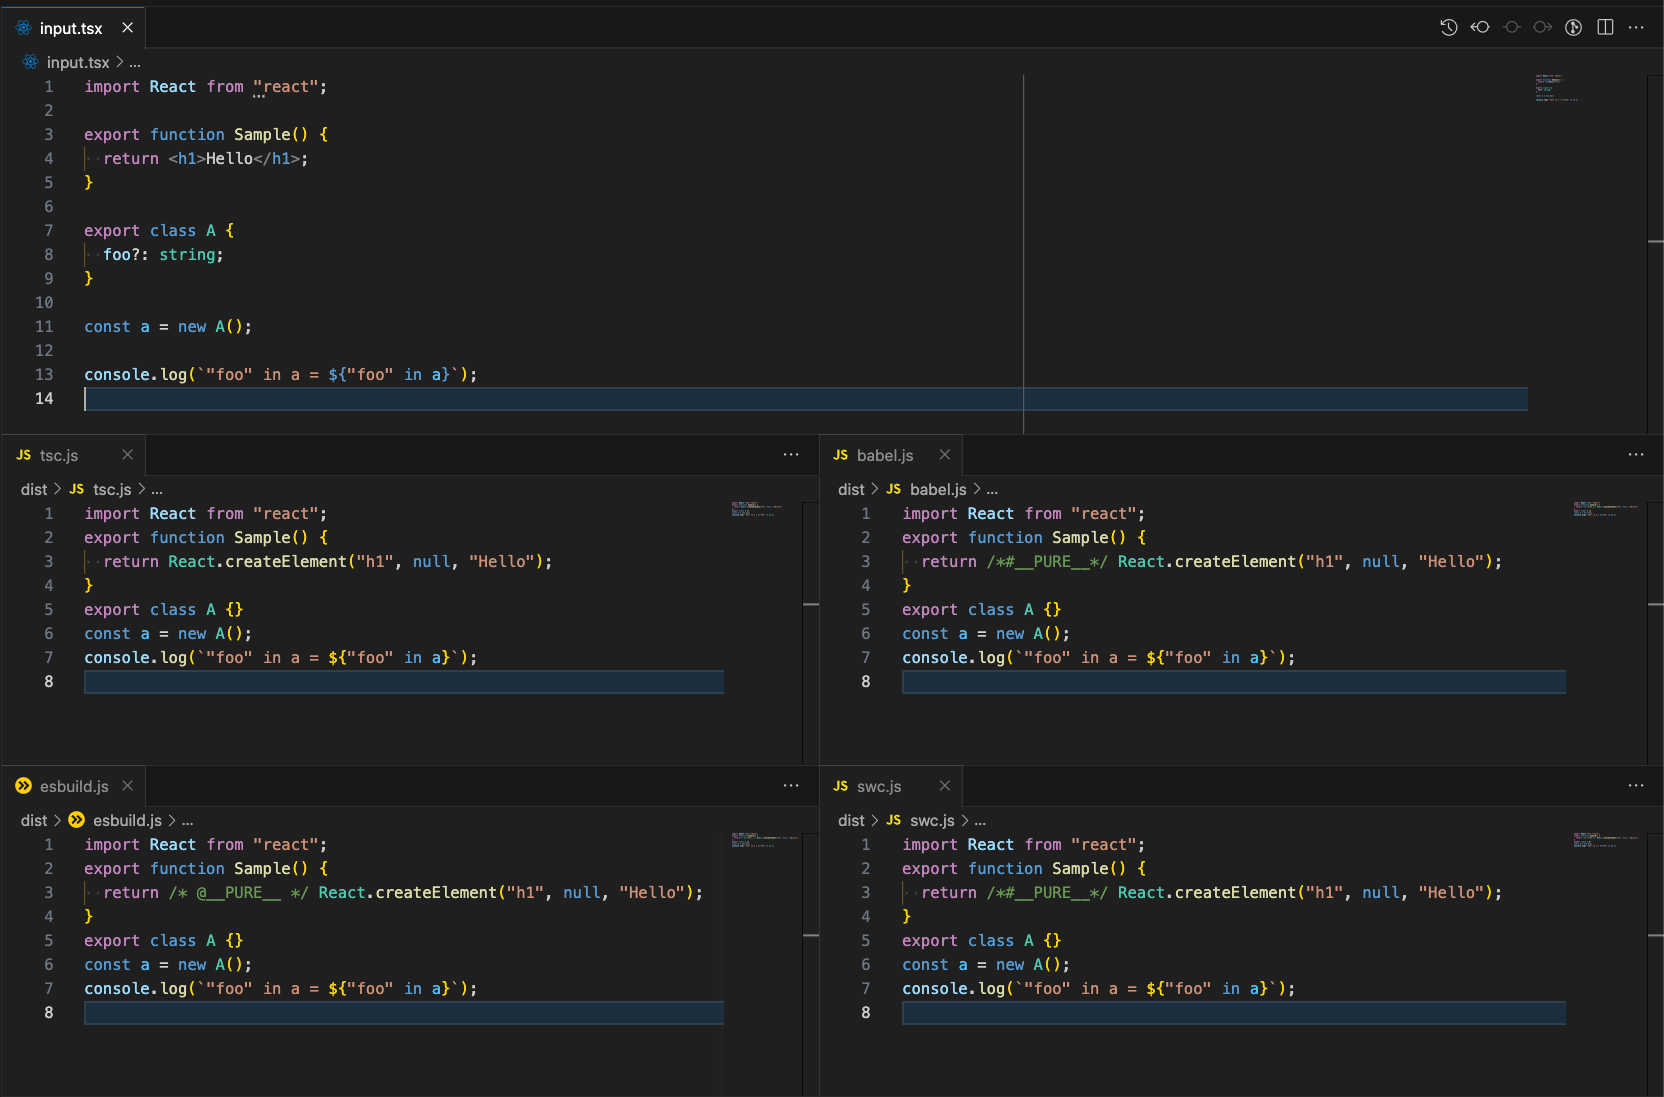 input.tsx
input.tsx > ...
1 import React from "react";
2
3 export function Sample() {
4   return <h1>Hello</h1>;
5 }
6
7 export class A {
8   foo?: string;
9 }
10
11 const a = new A();
12
13 console.log(`"foo" in a = ${"foo" in a}`);
14
JS tsc.js
dist > JS tsc.js > ...
1 import React from "react";
2 export function Sample() {
3   return React.createElement("h1", null, "Hello");
4 }
5 export class A {}
6 const a = new A();
7 console.log(`"foo" in a = ${"foo" in a}`);
8
JS babel.js
dist > JS babel.js > ...
1 import React from "react";
2 export function Sample() {
3   return /*#__PURE__*/ React.createElement("h1", null, "Hello");
4 }
5 export class A {}
6 const a = new A();
7 console.log(`"foo" in a = ${"foo" in a}`);
8
esbuild.js
dist > esbuild.js > ...
1 import React from "react";
2 export function Sample() {
3   return /* @__PURE__ */ React.createElement("h1", null, "Hello");
4 }
5 export class A {}
6 const a = new A();
7 console.log(`"foo" in a = ${"foo" in a}`);
8
JS swc.js
dist > JS swc.js > ...
1 import React from "react";
2 export function Sample() {
3   return /*#__PURE__*/ React.createElement("h1", null, "Hello");
4 }
5 export class A {}
6 const a = new A();
7 console.log(`"foo" in a = ${"foo" in a}`);
8